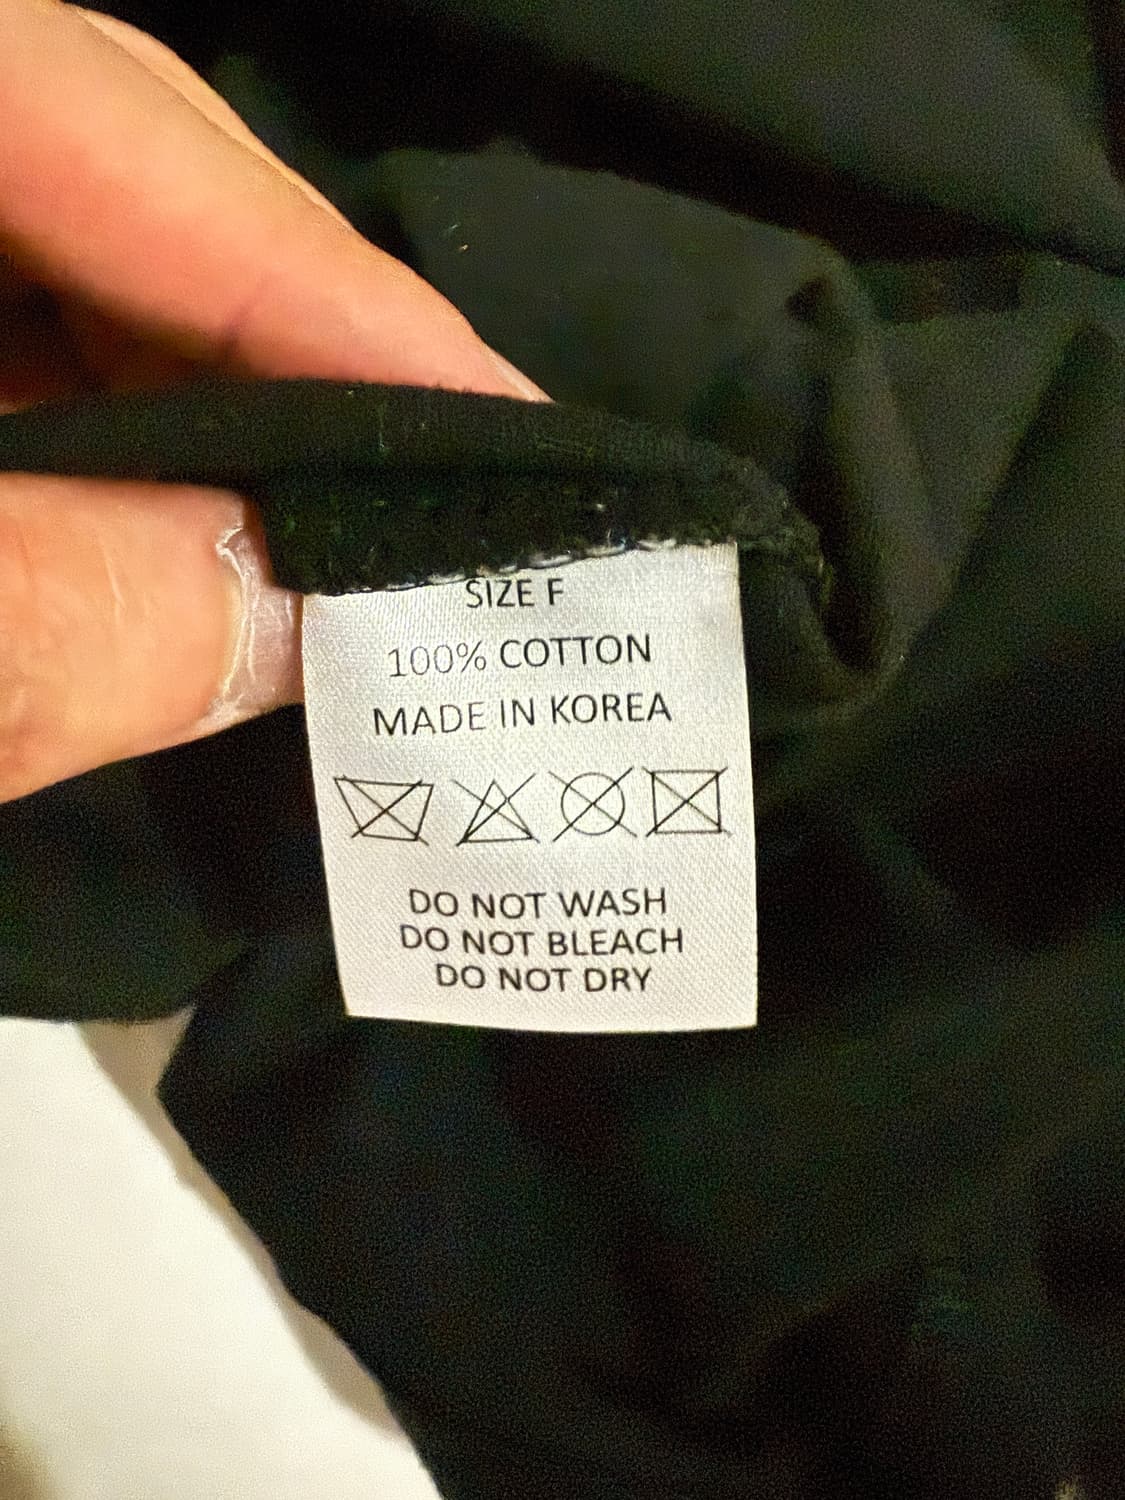 SIZE F
100% COTTON
MADE IN KOREA
DO NOT WASH
DO NOT BLEACH
DO NOT DRY